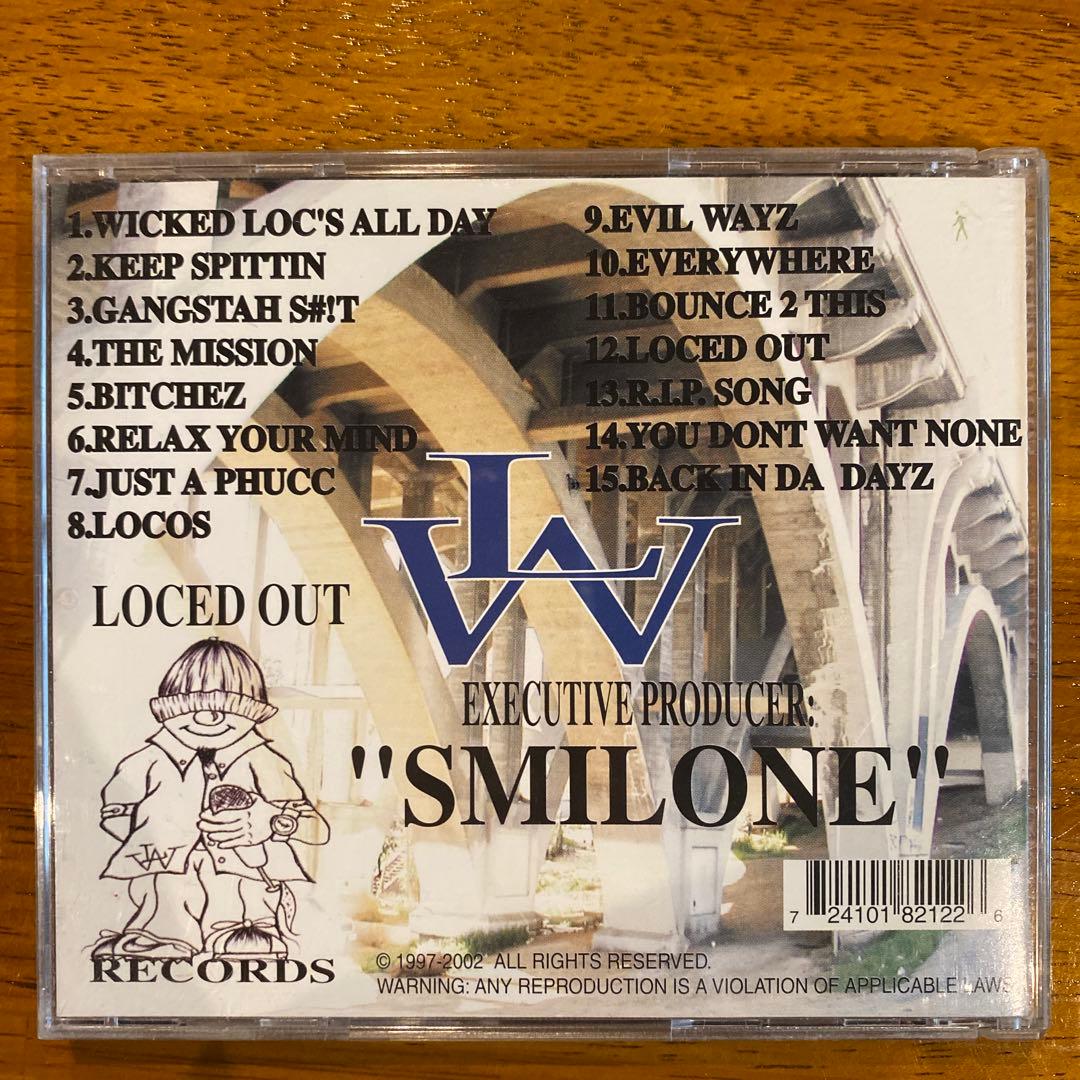 1.WICKED LOC'S ALL DAY
2.KEEP SPITTIN
3.GANGSTAH S#!T
4.THE MISSION
5.BITCHEZ
6.RELAX YOUR MIND
7.JUST A PHUCC
8.LOCOS
9.EVIL WAYZ
10.EVERYWHERE
11.BOUNCE 2 THIS
12.LOCED OUT
13.R.I.P. SONG
14.YOU DONT WANT NONE
15.BACK IN DA DAYZ
LW
LOCED OUT
LW
RECORDS
EXECUTIVE PRODUCER:
"SMILONE"
7 24101 82122 6
© 1997-2002 ALL RIGHTS RESERVED.
WARNING: ANY REPRODUCTION IS A VIOLATION OF APPLICABLE LAWS